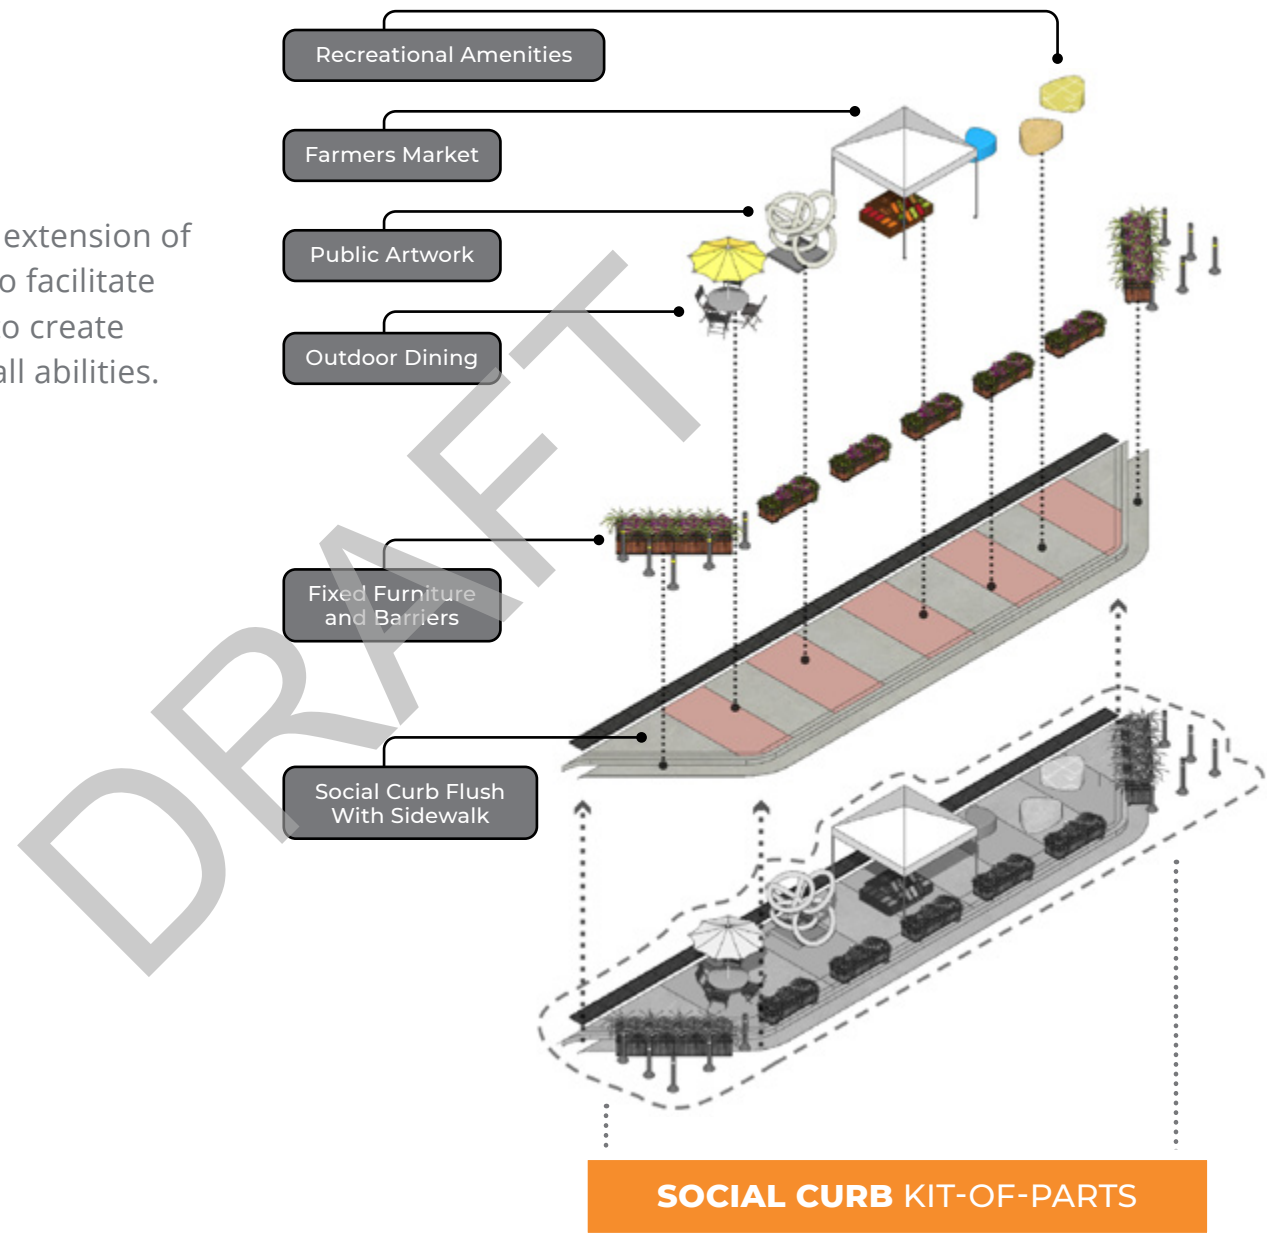 Recreational Amenities
Farmers Market
extension of
o facilitate
to create
all abilities.
Public Artwork
Outdoor Dining
Fixed Furniture
and Barriers
Social Curb Flush
With Sidewalk
DRAFT
SOCIAL CURB KIT-OF-PARTS